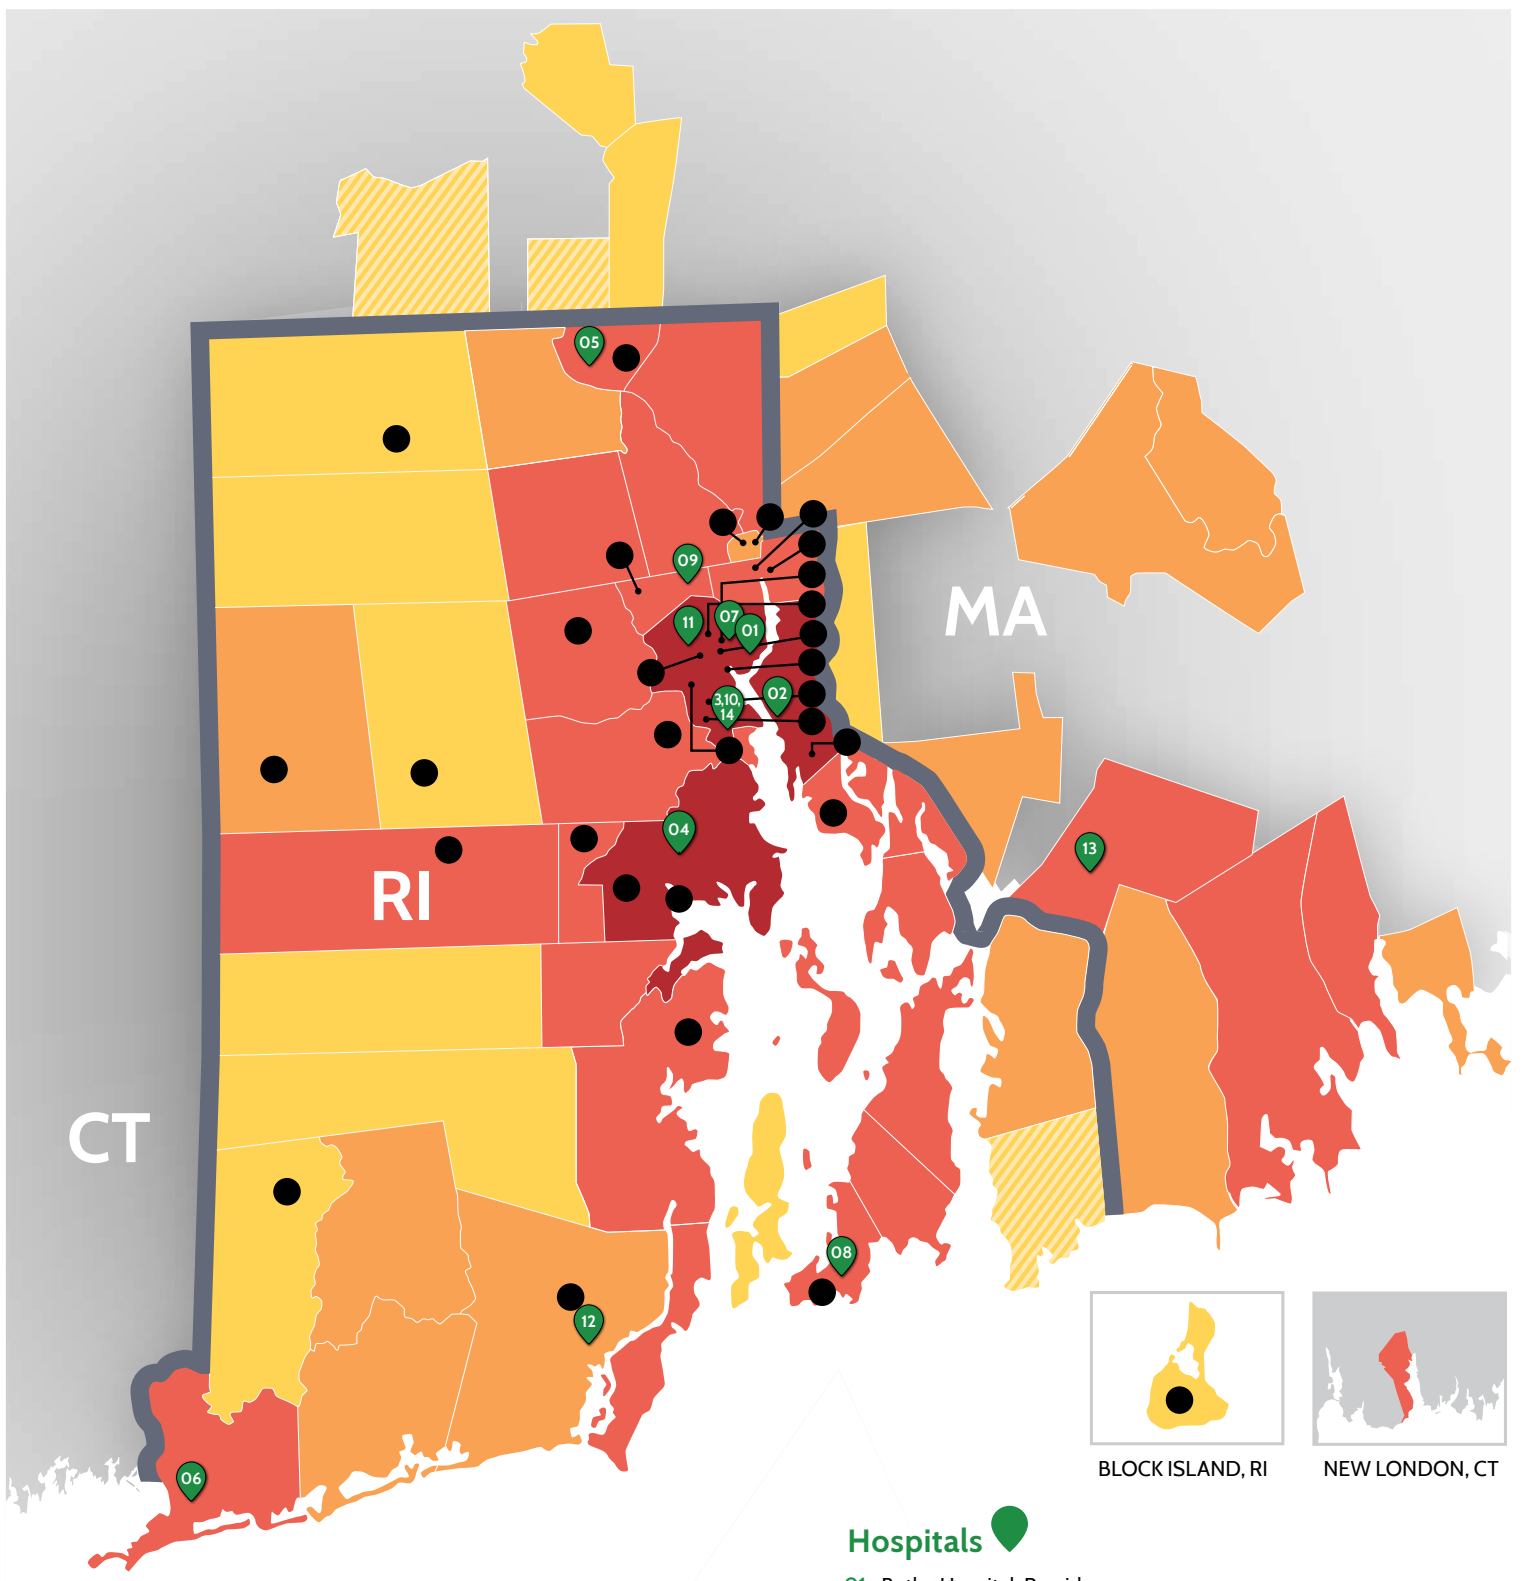 05
09
11
07
01
MA
3,10,
14
02
04
13
RI
CT
08
12
06
BLOCK ISLAND, RI
NEW LONDON, CT
Hospitals